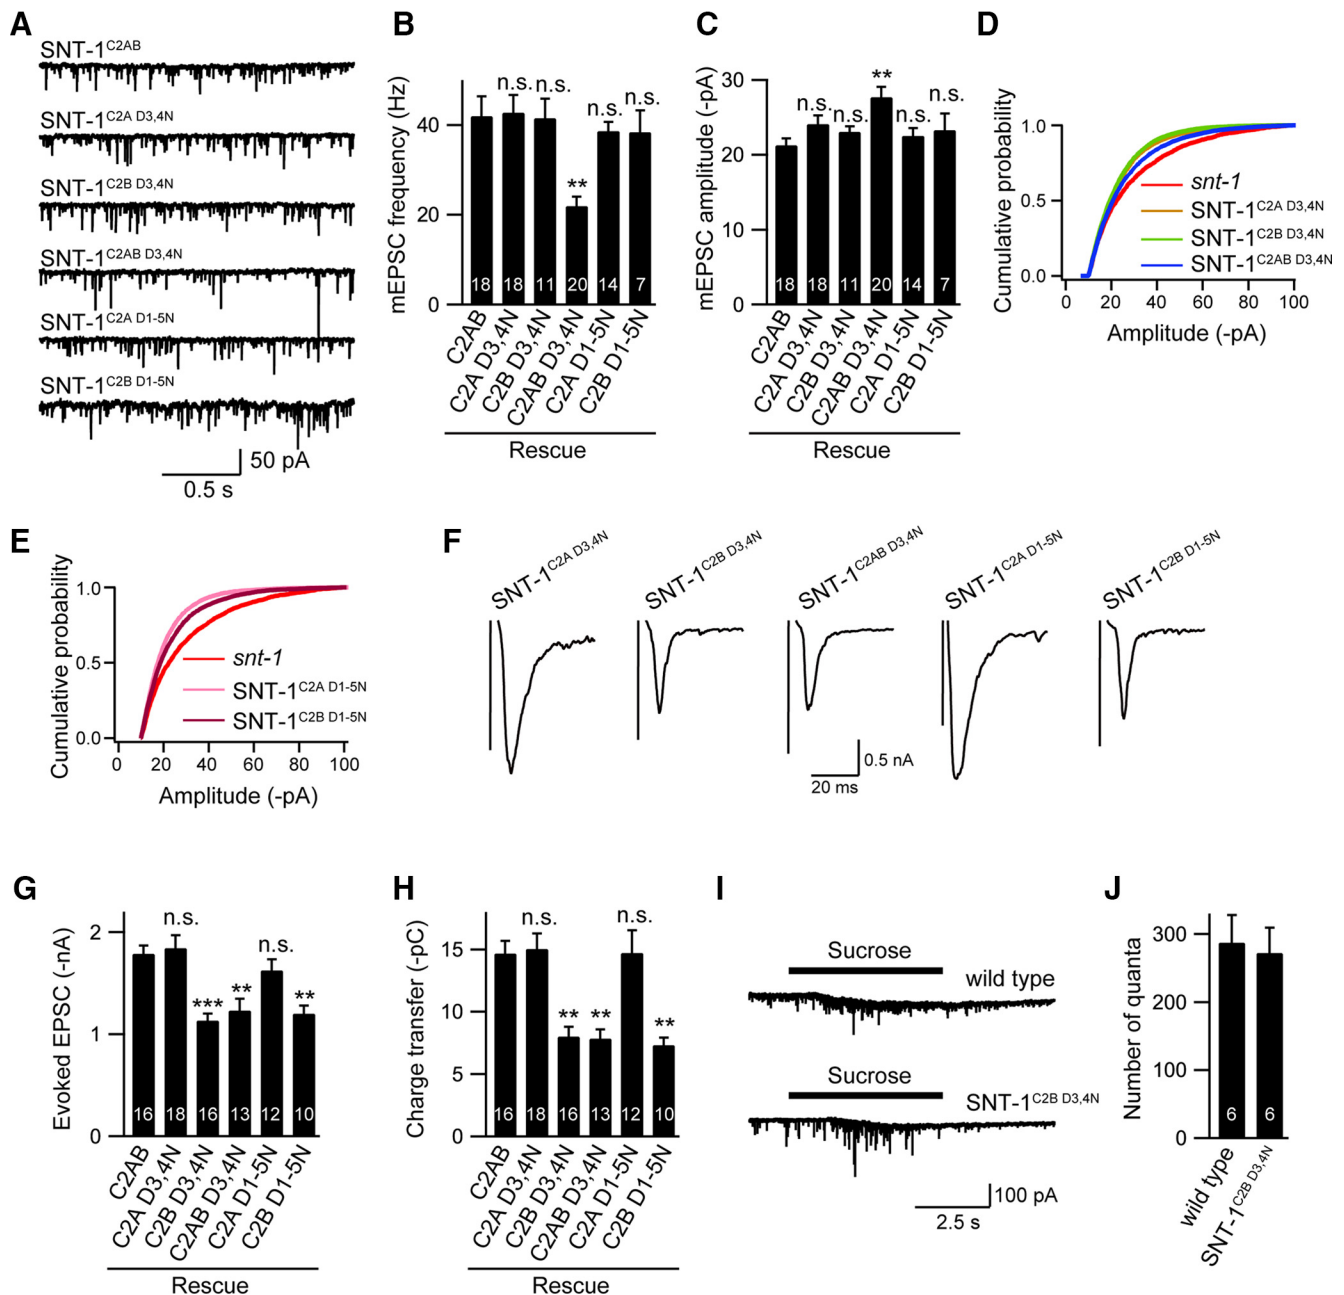 A
SNT-1C2AB
SNT-1C2A D3,4N
SNT-1C2B D3,4N
SNT-1C2AB D3,4N
SNT-1C2A D1-5N
SNT-1C2B D1-5N
50 pA
0.5 s
B
mEPSC frequency (Hz)
40
20
0
n.s. n.s. ** n.s. n.s.
18 18 11 20 14 7
C2AB
C2A D3,4N
C2B D3,4N
C2AB D3,4N
C2A D1-5N
C2B D1-5N
Rescue
C
mEPSC amplitude (-pA)
30
20
10
0
n.s. n.s. ** n.s. n.s.
18 18 11 20 14 7
C2AB
C2A D3,4N
C2B D3,4N
C2AB D3,4N
C2A D1-5N
C2B D1-5N
Rescue
D
Cumulative probability
1.0
0.5
0.0
snt-1
SNT-1C2A D3,4N
SNT-1C2B D3,4N
SNT-1C2AB D3,4N
0 20 40 60 80 100
Amplitude (-pA)
E
Cumulative probability
1.0
0.5
0.0
snt-1
SNT-1C2A D1-5N
SNT-1C2B D1-5N
0 20 40 60 80 100
Amplitude (-pA)
F
SNT-1C2A D3,4N
SNT-1C2B D3,4N
SNT-1C2AB D3,4N
SNT-1C2A D1-5N
SNT-1C2B D1-5N
0.5 nA
20 ms
G
Evoked EPSC (-nA)
2
1
0
n.s. *** ** n.s. **
16 18 16 13 12 10
C2AB
C2A D3,4N
C2B D3,4N
C2AB D3,4N
C2A D1-5N
C2B D1-5N
Rescue
H
Charge transfer (-pC)
15
10
5
0
n.s. ** ** n.s. **
16 18 16 13 12 10
C2AB
C2A D3,4N
C2B D3,4N
C2AB D3,4N
C2A D1-5N
C2B D1-5N
Rescue
I
Sucrose
wild type
Sucrose
SNT-1C2B D3,4N
100 pA
2.5 s
J
Number of quanta
300
200
100
0
6 6
wild type
SNT-1C2B D3,4N